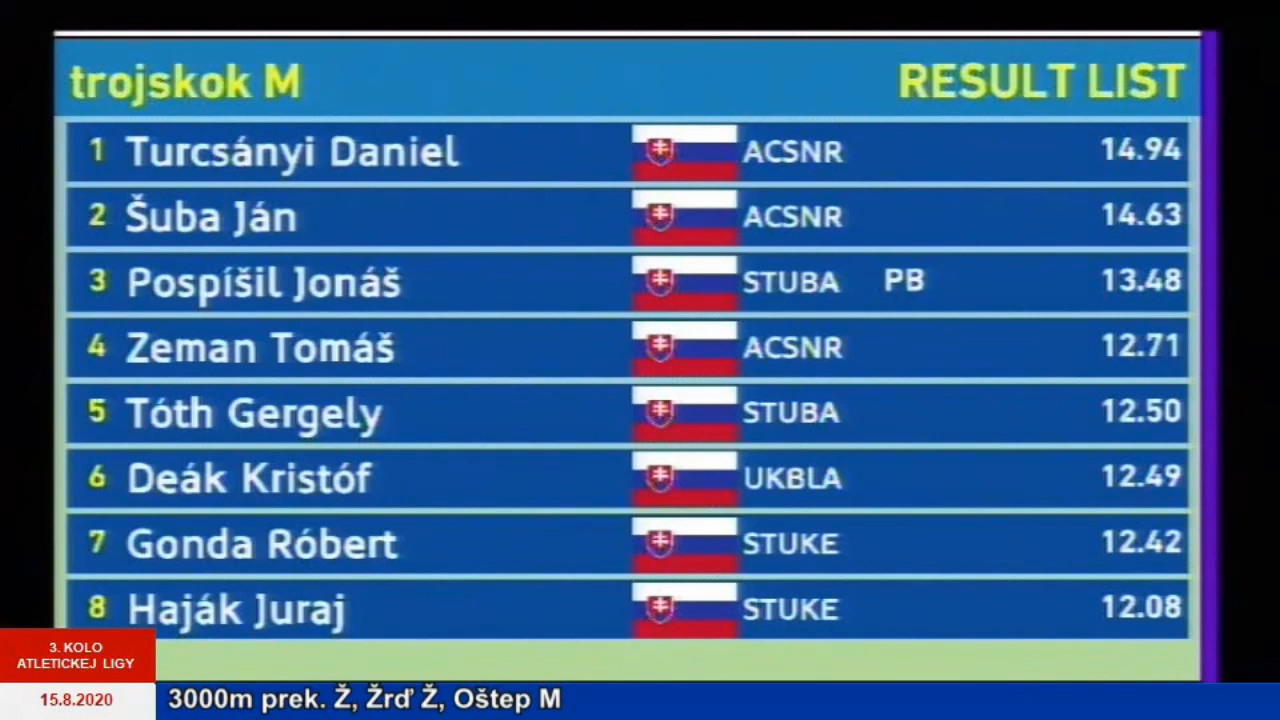 trojskok M RESULT LIST
1 Turcsányi Daniel ACSNR 14.94
2 Šuba Ján ACSNR 14.63
3 Pospíšil Jonáš STUBA PB 13.48
4 Zeman Tomáš ACSNR 12.71
5 Tóth Gergely STUBA 12.50
6 Deák Kristóf UKBLA 12.49
7 Gonda Róbert STUKE 12.42
8 Haják Juraj STUKE 12.08
3. KOLO
ATLETICKEJ LIGY
15.8.2020
3000m prek. Ž, Žrď Ž, Oštep M